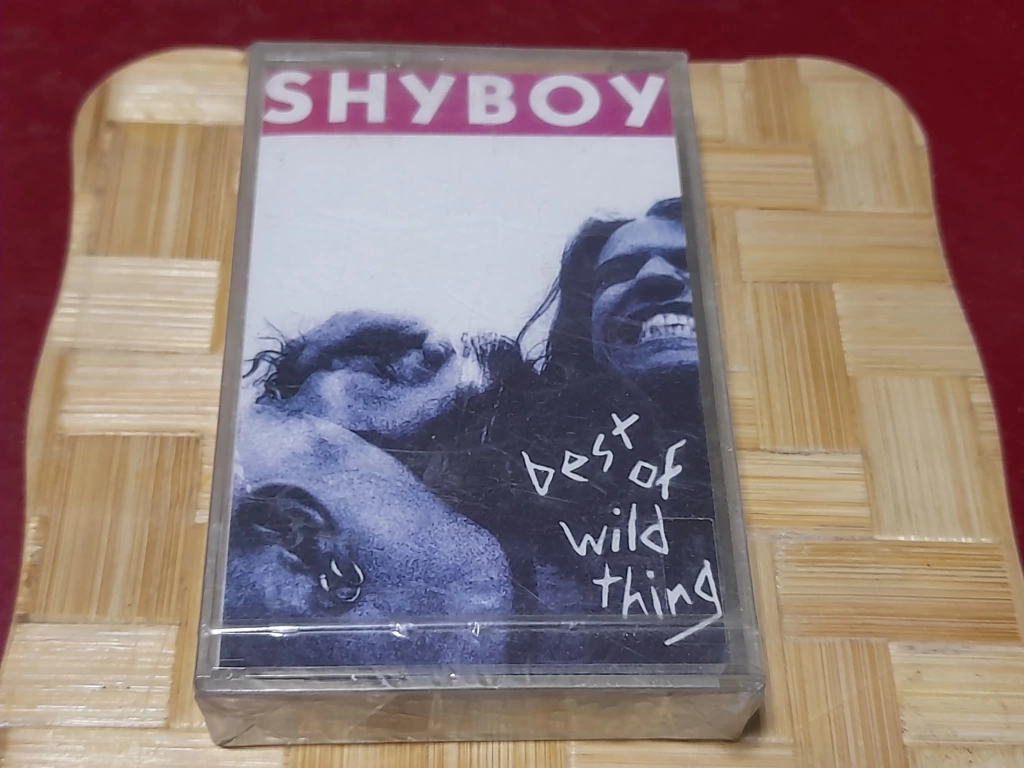 SHYBOY
best
of
wild
thing